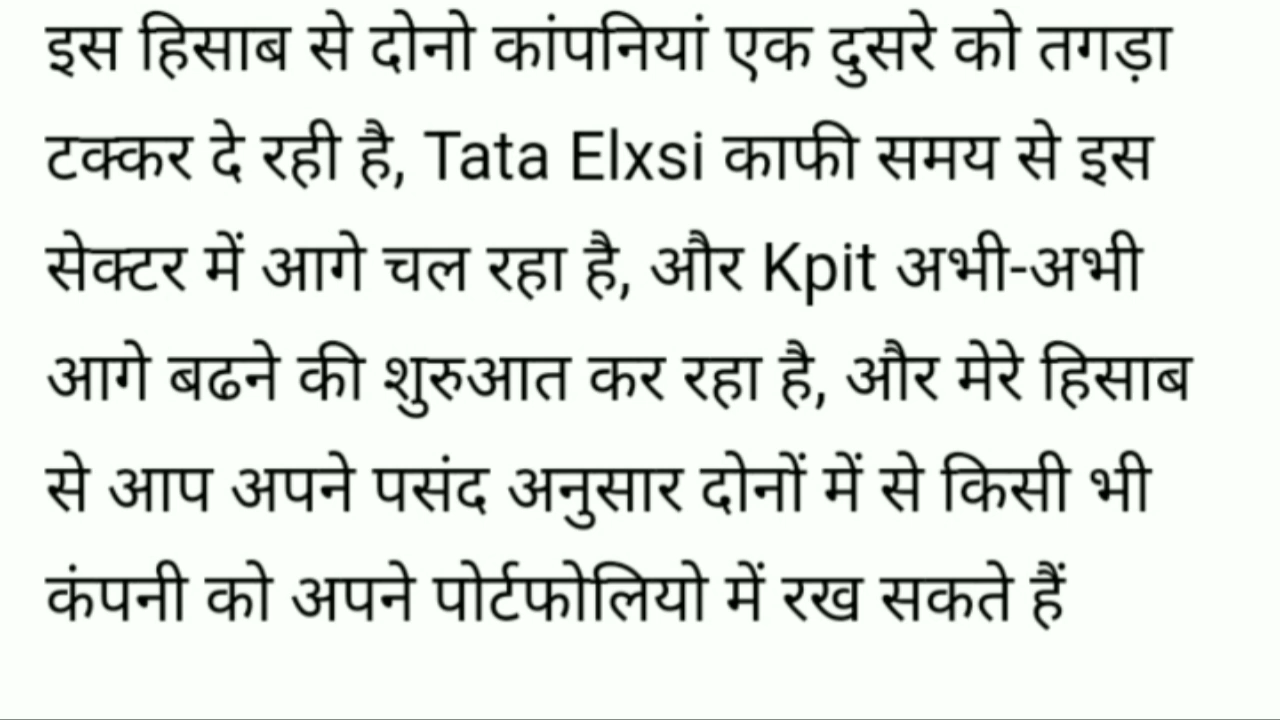 इस हिसाब से दोनो कांपनियां एक दुसरे को तगड़ा
टक्कर दे रही है, Tata Elxsi काफी समय से इस
सेक्टर में आगे चल रहा है, और Kpit अभी-अभी
आगे बढने की शुरुआत कर रहा है, और मेरे हिसाब
से आप अपने पसंद अनुसार दोनों में से किसी भी
कंपनी को अपने पोर्टफोलियो में रख सकते हैं